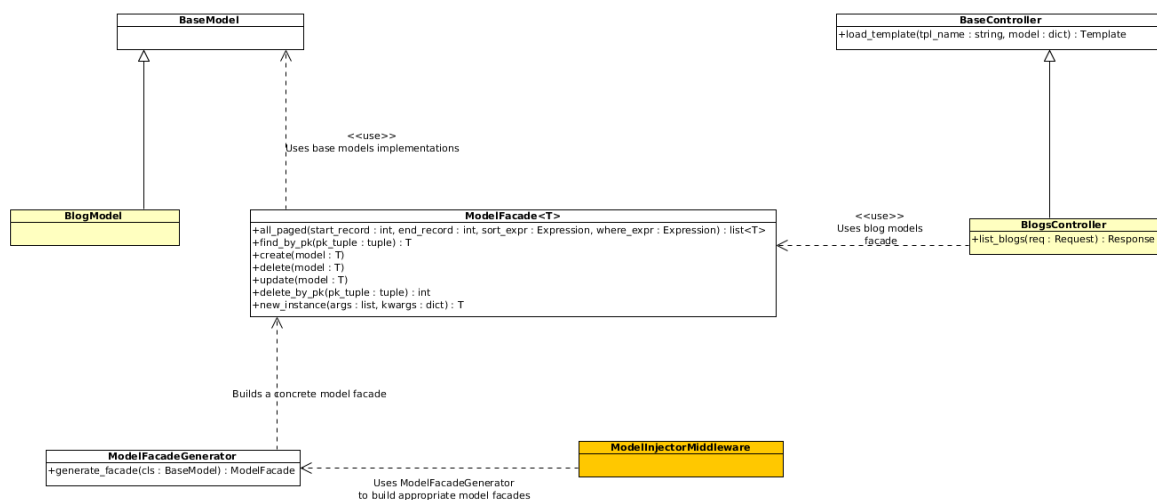 BaseModel
BaseController
+load_template(tpl_name : string, model : dict) : Template
<<use>>
Uses base models implementations
BlogModel
ModelFacade<T>
+all_paged(start_record : int, end_record : int, sort_expr : Expression, where_expr : Expression) : list<T>
+find_by_pk(pk_tuple : tuple) : T
+create(model : T)
+delete(model : T)
+update(model : T)
+delete_by_pk(pk_tuple : tuple) : int
+new_instance(args : list, kwargs : dict) : T
<<use>>
Uses blog models
facade
BlogsController
+list_blogs(req : Request) : Response
Builds a concrete model facade
ModelFacadeGenerator
+generate_facade(cls : BaseModel) : ModelFacade
ModelInjectorMiddleware
Uses ModelFacadeGenerator
to build appropriate model facades